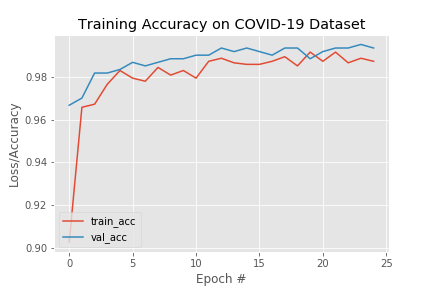 Training Accuracy on COVID-19 Dataset
Loss/Accuracy
0.98
0.96
0.94
0.92
0.90
train_acc
val_acc
0 5 10 15 20 25
Epoch #